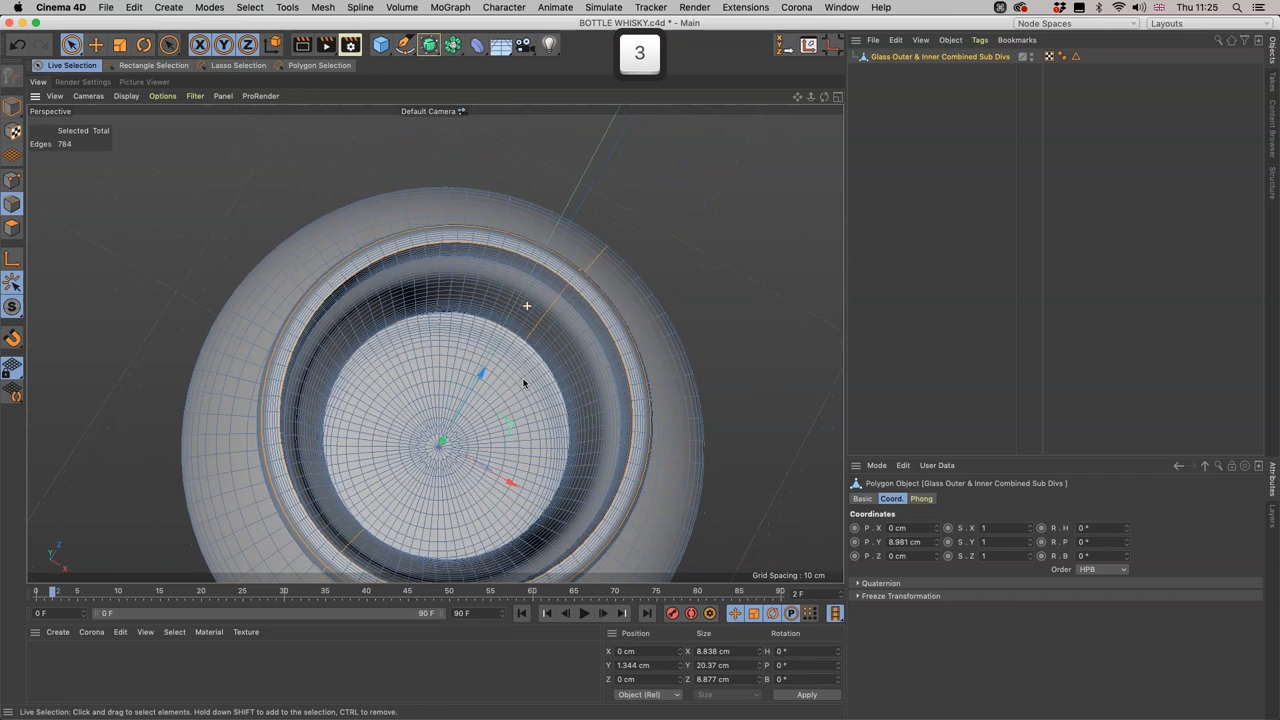 Cinema 4D File Edit Create Modes Select Tools Mesh Spline Volume MoGraph Character Animate Simulate Tracker Render Extensions Corona Window Help Thu 11:25
BOTTLE WHISKY.c4d * - Main
Node Spaces
Layouts
3
File Edit View Object Tags Bookmarks
Live Selection Rectangle Selection Lasso Selection Polygon Selection
Glass Outer & Inner Combined Sub Divs
View Render Settings Picture Viewer
View Cameras Display Options Filter Panel ProRender
Perspective
Default Camera
Selected Total
Edges 784
Objects
Takes
Content Browser
Structure
Mode Edit User Data
Polygon Object [Glass Outer & Inner Combined Sub Divs ]
Basic Coord. Phong
Coordinates
P . X 0 cm S . X 1 R . H 0 °
P . Y 8.981 cm S . Y 1 R . P 0 °
P . Z 0 cm S . Z 1 R . B 0 °
Order HPB
Quaternion
Freeze Transformation
Attributes
Layers
Y
Z
X
Grid Spacing : 10 cm
0 2 5 10 15 20 25 30 35 40 45 50 55 60 65 70 75 80 85 90 2 F
0 F 0 F 90 F 90 F
Create Corona Edit View Select Material Texture
Position Size Rotation
X 0 cm X 8.838 cm H 0 °
Y 1.344 cm Y 20.37 cm P 0 °
Z 0 cm Z 8.877 cm B 0 °
Object (Rel) Size Apply
Live Selection: Click and drag to select elements. Hold down SHIFT to add to the selection, CTRL to remove.